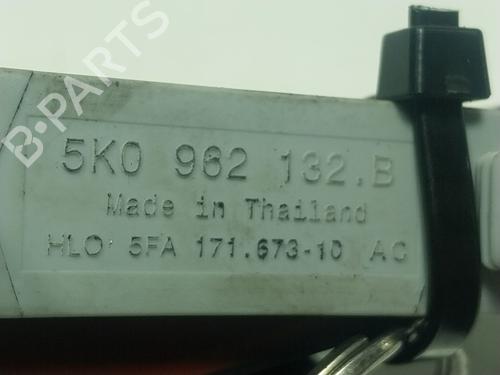 B·PARTS
5K0 962 132.B
Made in Thailand
HLO 5FA 171.673-10 AC